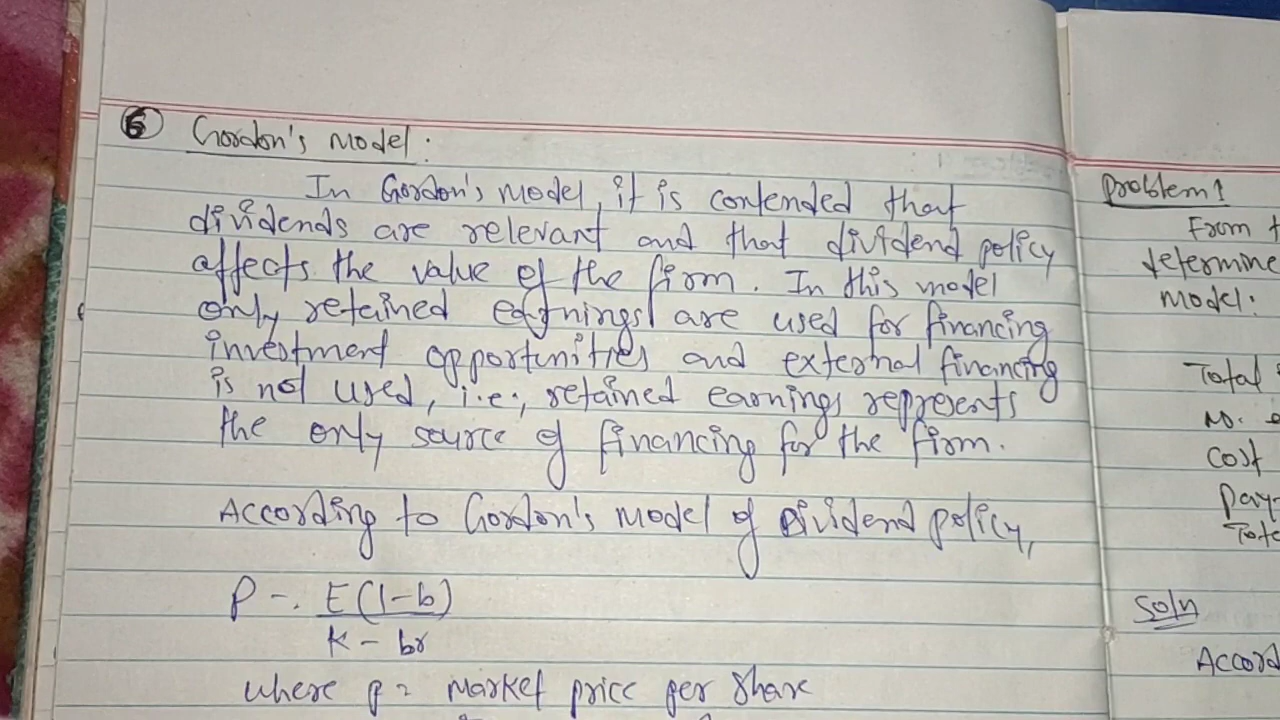 6 Gordon's Model:
In Gordon's model, it is contended that
dividends are relevant and that dividend policy
affects the value of the firm. In this model
only retained earnings are used for financing
investment opportunities and external financing
is not used, i.e., retained earnings represents
the only source of financing for the firm.
According to Gordon's model of dividend policy,
P = E(1-b)
K - br
where P = market price per share
Problem 1
From
determine
model:
Total
No.
cost
Soln